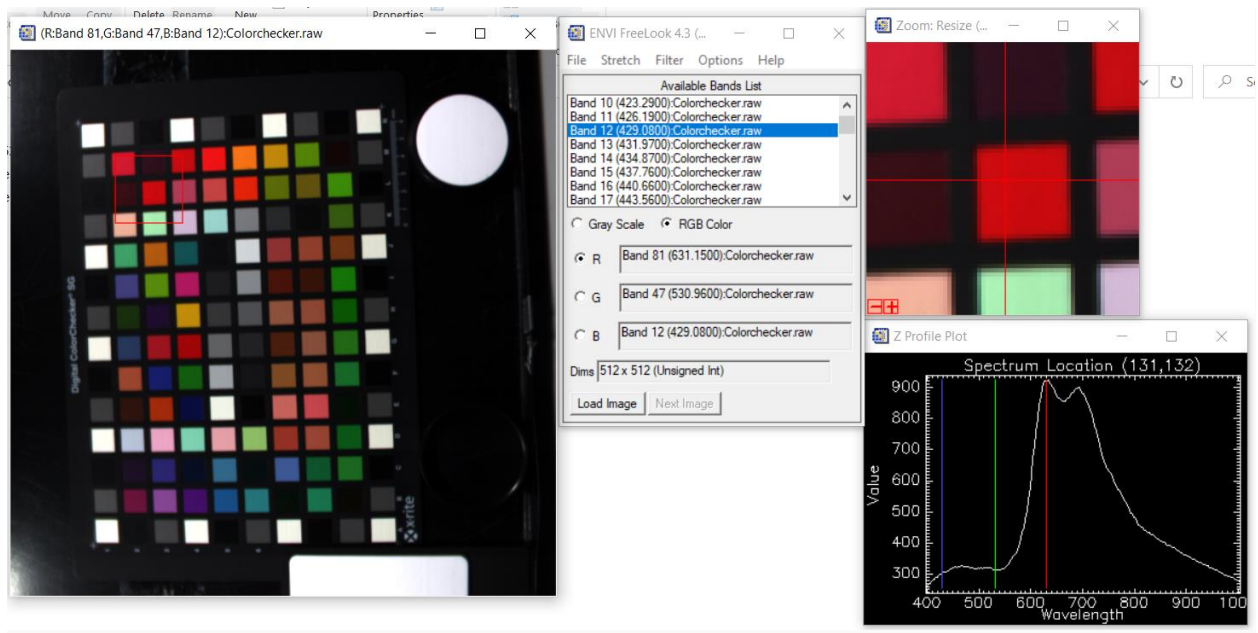 Move Copy Delete Rename New Properties
(R:Band 81,G:Band 47,B:Band 12):Colorchecker.raw
Digital ColorChecker SG
x-rite
ENVI FreeLook 4.3 (...
File Stretch Filter Options Help
Available Bands List
Band 10 (423.2900):Colorchecker.raw
Band 11 (426.1900):Colorchecker.raw
Band 12 (429.0800):Colorchecker.raw
Band 13 (431.9700):Colorchecker.raw
Band 14 (434.8700):Colorchecker.raw
Band 15 (437.7600):Colorchecker.raw
Band 16 (440.6600):Colorchecker.raw
Band 17 (443.5600):Colorchecker.raw
Gray Scale RGB Color
R Band 81 (631.1500):Colorchecker.raw
G Band 47 (530.9600):Colorchecker.raw
B Band 12 (429.0800):Colorchecker.raw
Dims 512 x 512 (Unsigned Int)
Load Image Next Image
Zoom: Resize (...
Z Profile Plot
Spectrum Location (131,132)
900
800
700
600
500
400
300
Value
400 500 600 700 800 900 100
Wavelength